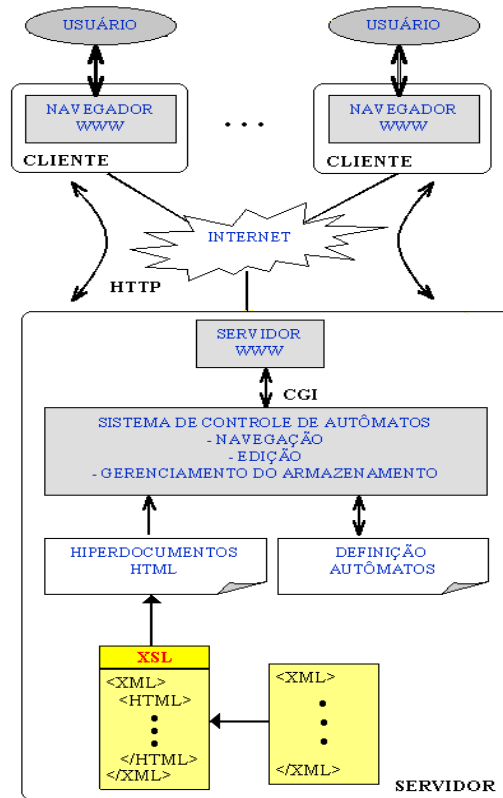 USUÁRIO
USUÁRIO
NAVEGADOR
WWW
CLIENTE
. . .
NAVEGADOR
WWW
CLIENTE
INTERNET
HTTP
SERVIDOR
WWW
CGI
SISTEMA DE CONTROLE DE AUTÔMATOS
- NAVEGAÇÃO
- EDIÇÃO
- GERENCIAMENTO DO ARMAZENAMENTO
HIPERDOCUMENTOS
HTML
DEFINIÇÃO
AUTÔMATOS
XSL
<XML>
<HTML>
</HTML>
</XML>
<XML>
</XML>
SERVIDOR